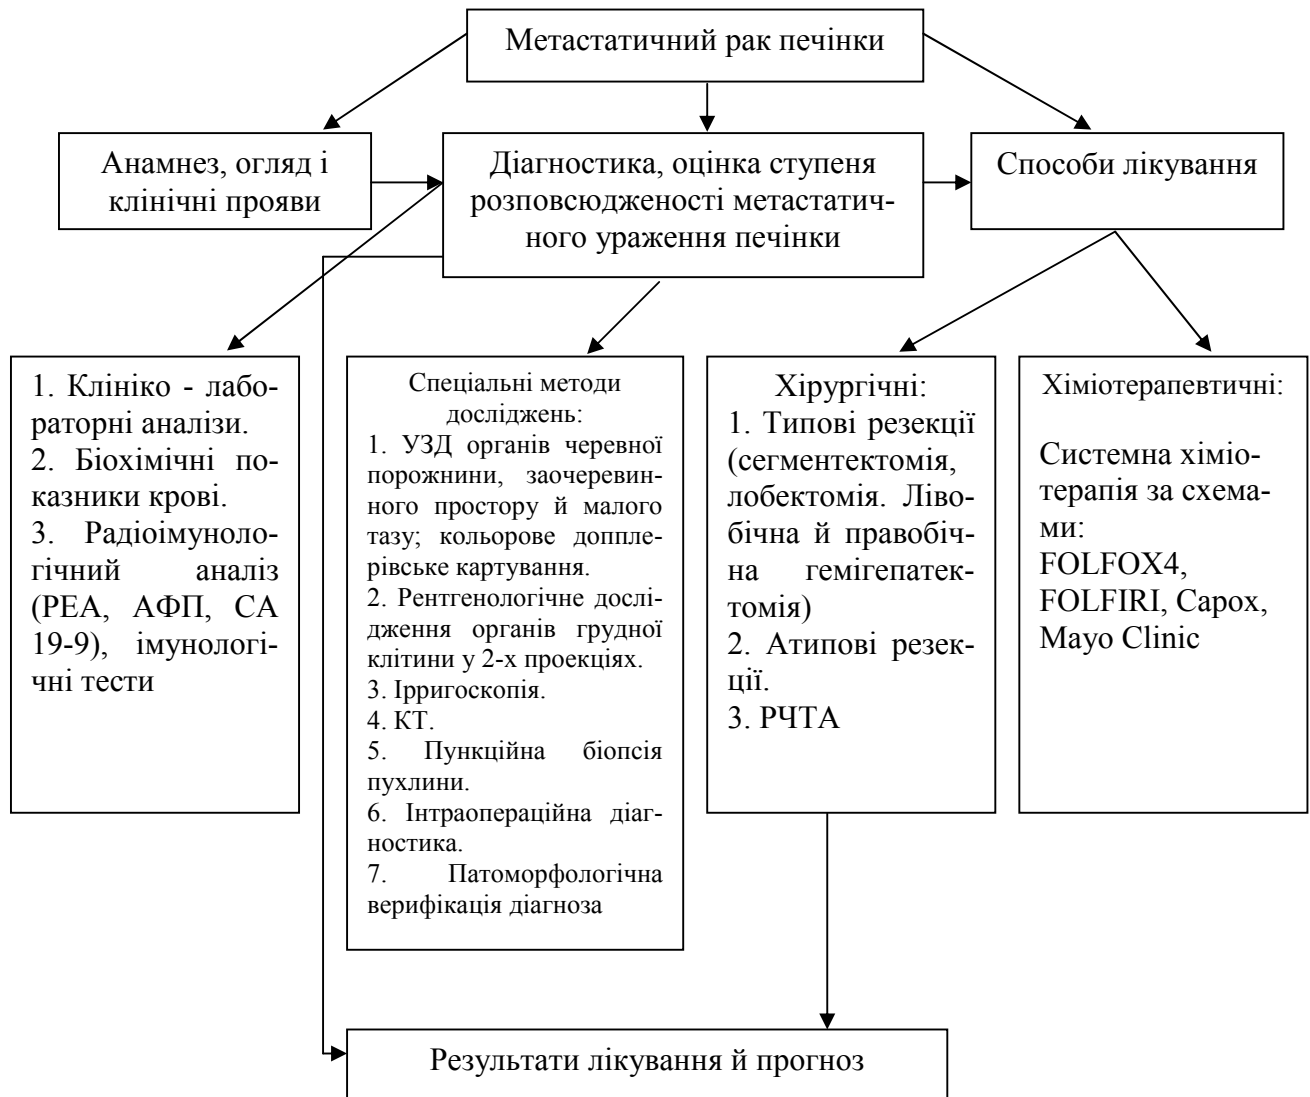 Метастатичний рак печінки
Анамнез, огляд і
клінічні прояви
Діагностика, оцінка ступеня
розповсюдженості метастатич-
ного ураження печінки
Способи лікування
1. Клініко - лабо-
раторні аналізи.
2. Біохімічні по-
казники крові.
3. Радіоімуноло-
гічний аналіз
(РЕА, АФП, СА
19-9), імунологі-
чні тести
Спеціальні методи
досліджень:
1. УЗД органів черевної
порожнини, заочеревин-
ного простору й малого
тазу; кольорове доппле-
рівське картування.
2. Рентгенологічне дослі-
дження органів грудної
клітини у 2-х проекціях.
3. Ірригоскопія.
4. КТ.
5. Пункційна біопсія
пухлини.
6. Інтраопераційна діаг-
ностика.
7. Патоморфологічна
верифікація діагноза
Хірургічні:
1. Типові резекції
(сегментектомія,
лобектомія. Ліво-
бічна й правобіч-
на гемігепатек-
томія)
2. Атипові резек-
ції.
3. РЧТА
Хіміотерапевтичні:
Системна хіміо-
терапія за схема-
ми:
FOLFOX4,
FOLFIRI, Capox,
Mayo Clinic
Результати лікування й прогноз